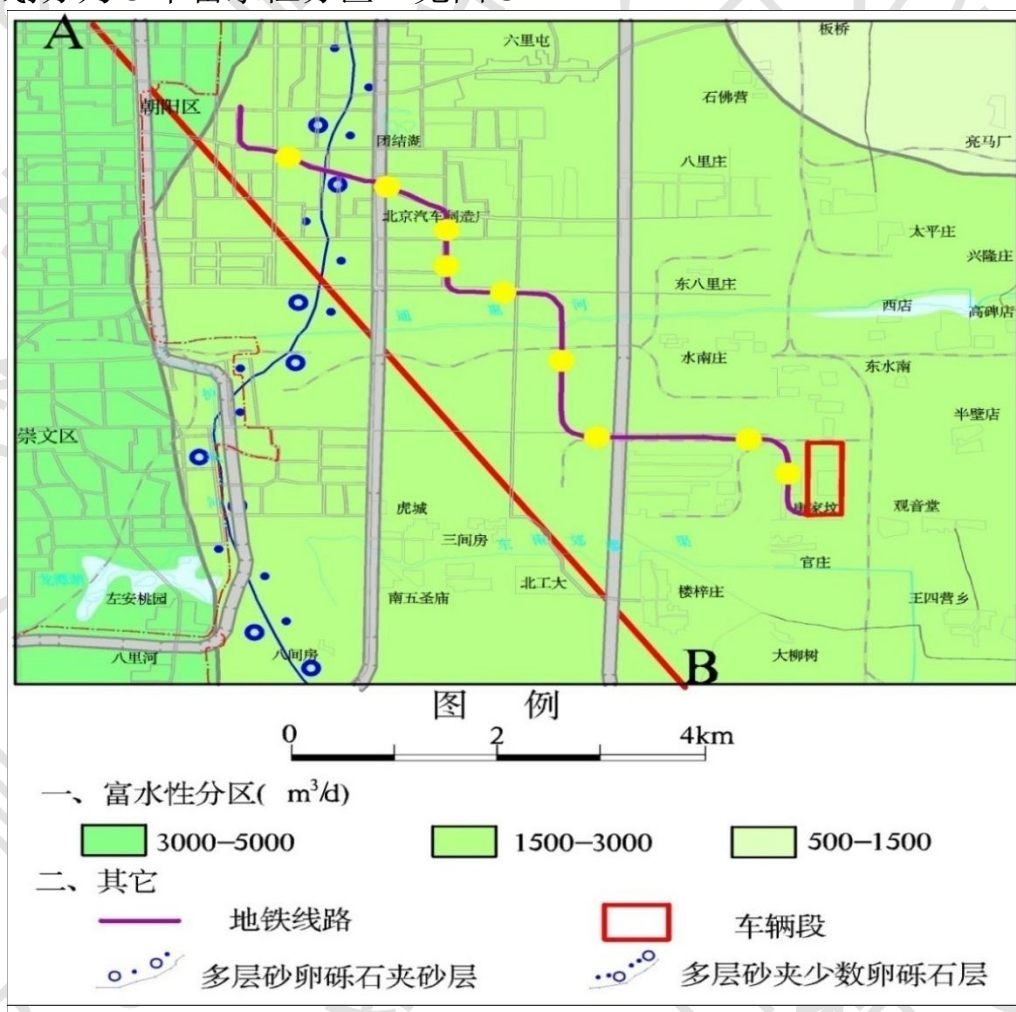 A
六里屯
板桥
石佛营
朝阳区
团结湖
亮马厂
八里庄
北京汽车制造厂
太平庄
兴隆庄
东八里庄
西店
高碑店
通惠河
水南庄
东水南
半壁店
崇文区
虎城
观音堂
三间房
官庄
北工大
楼梓庄
左安桃园
南五圣庙
王四营乡
八里河
八间房
大柳树
B
图 例
0 2 4km
一、富水性分区( m³/d)
3000–5000 1500–3000 500–1500
二、其它
地铁线路 车辆段
多层砂卵砾石夹砂层 多层砂夹少数卵砾石层